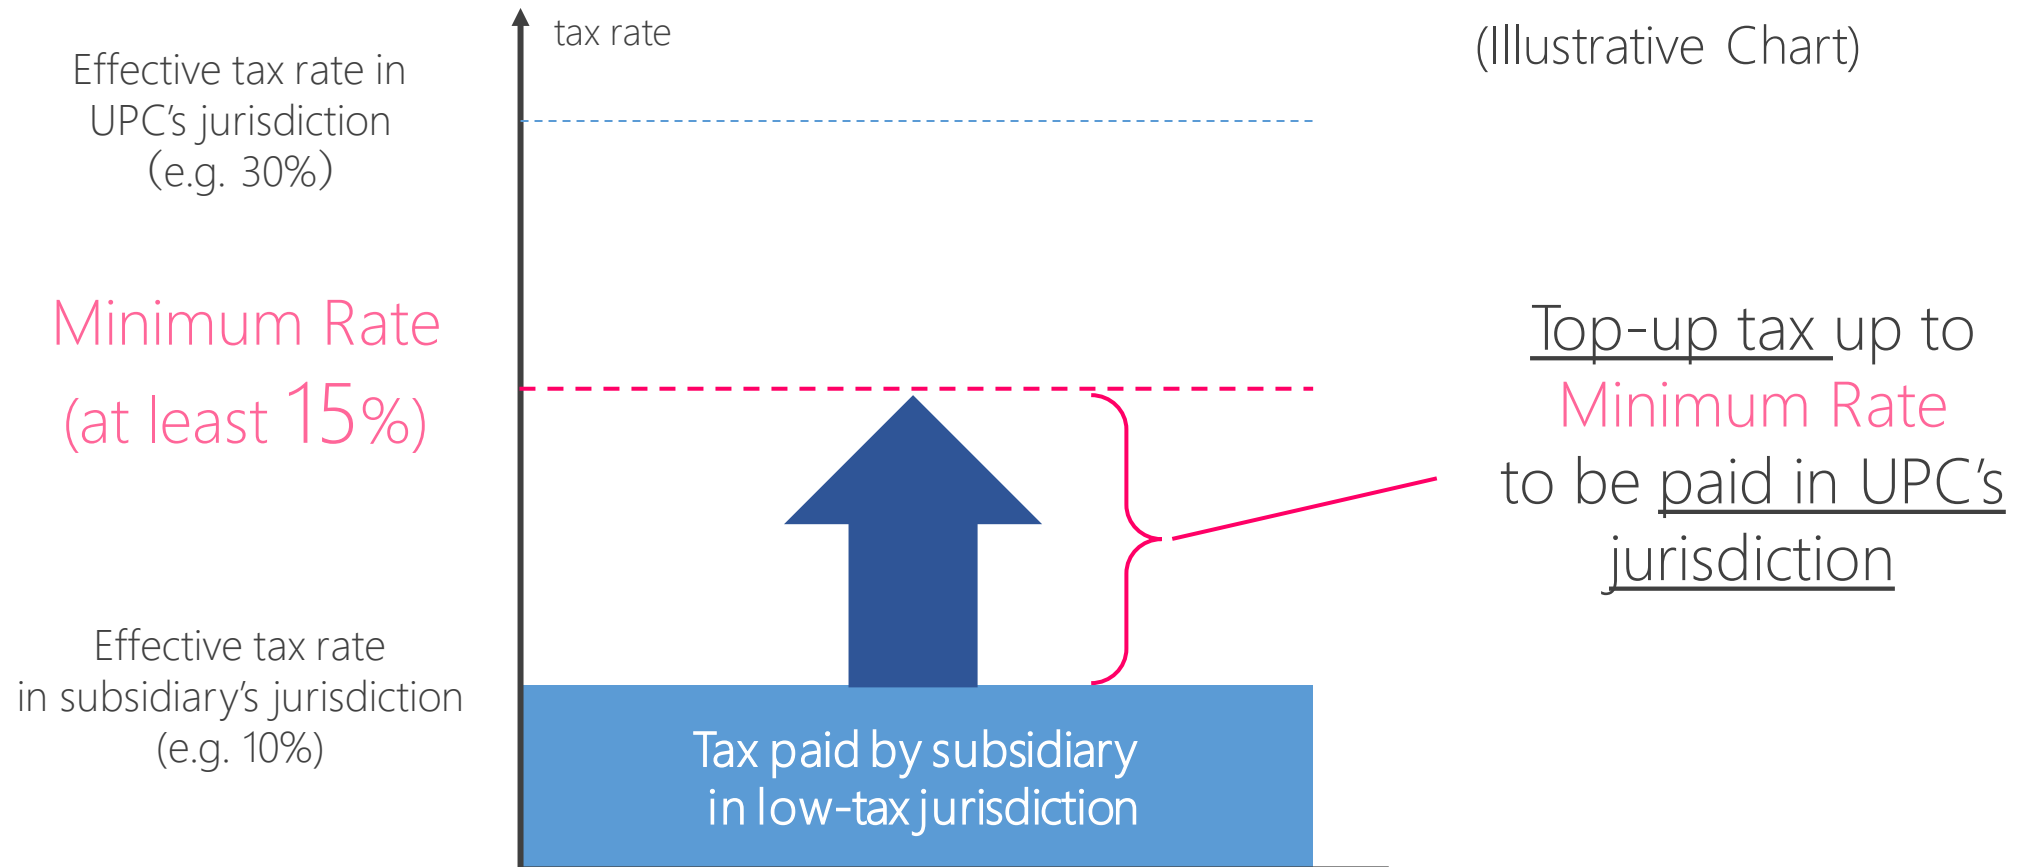 tax rate
(Illustrative Chart)
Effective tax rate in
UPC's jurisdiction
(e.g. 30%)
Minimum Rate
(at least 15%)
Top-up tax up to
Minimum Rate
to be paid in UPC's
jurisdiction
Effective tax rate
in subsidiary's jurisdiction
(e.g. 10%)
Tax paid by subsidiary
in low-tax jurisdiction